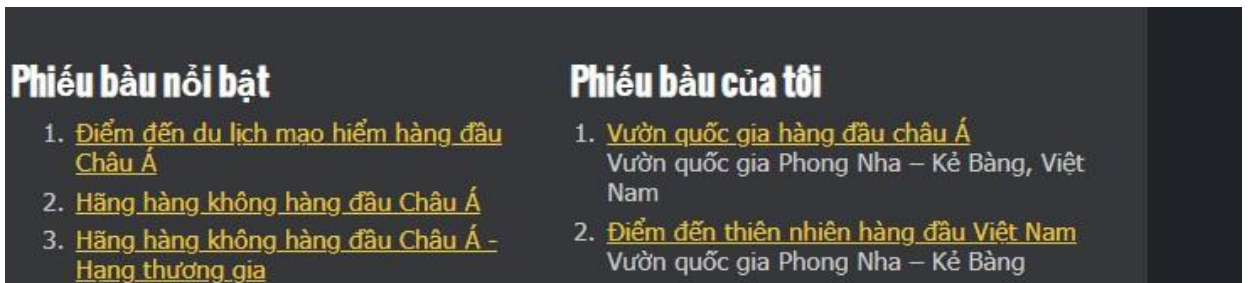 Phiếu bầu nổi bật
1. Điểm đến du lịch mạo hiểm hàng đầu
Châu Á
2. Hãng hàng không hàng đầu Châu Á
3. Hãng hàng không hàng đầu Châu Á -
Hạng thương gia
Phiếu bầu của tôi
1. Vườn quốc gia hàng đầu châu Á
Vườn quốc gia Phong Nha – Kẻ Bàng, Việt
Nam
2. Điểm đến thiên nhiên hàng đầu Việt Nam
Vườn quốc gia Phong Nha – Kẻ Bàng